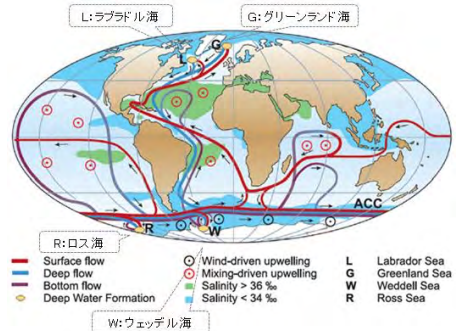 L:ラブラドル海
G:グリーンランド海
L
G
ACC
R
W
R:ロス海
Surface flow
Deep flow
Bottom flow
Deep Water Formation
Wind-driven upwelling
Mixing-driven upwelling
Salinity > 36 ‰
Salinity < 34 ‰
L Labrador Sea
G Greenland Sea
W Weddell Sea
R Ross Sea
W:ウェッデル海